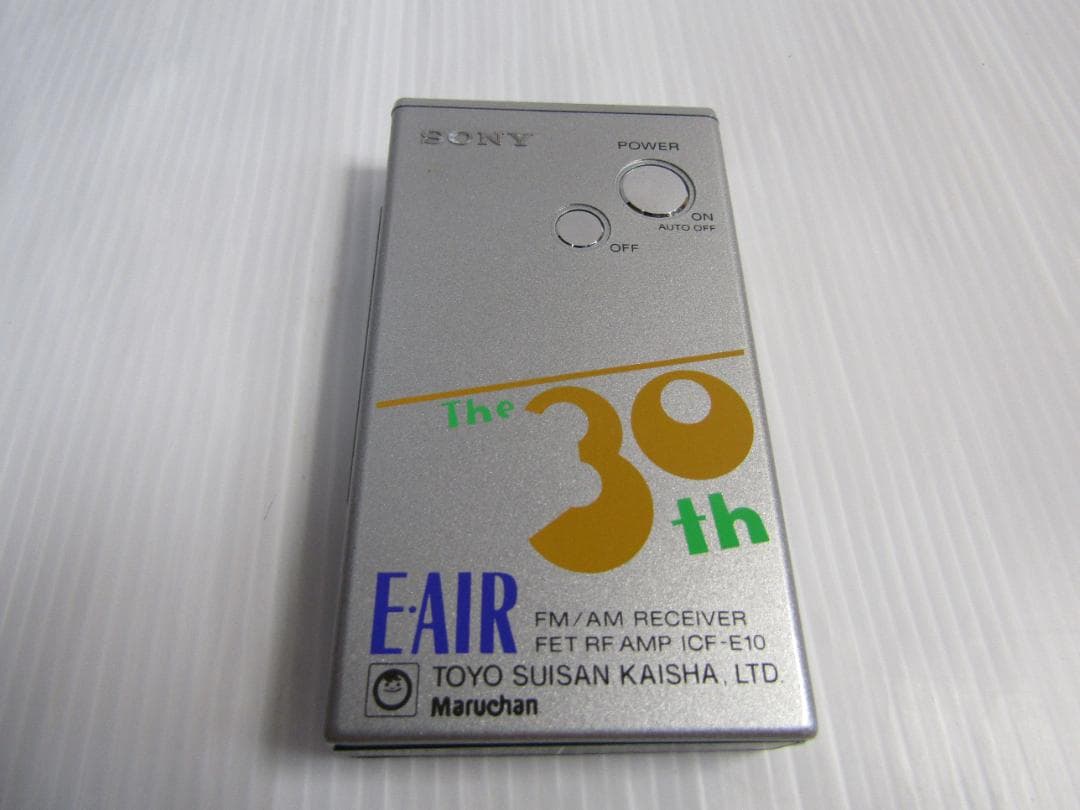 SONY
POWER
ON
AUTO OFF
OFF
The 30th
E·AIR
FM/AM RECEIVER
FET RF AMP ICF-E10
TOYO SUISAN KAISHA, LTD.
Maruchan